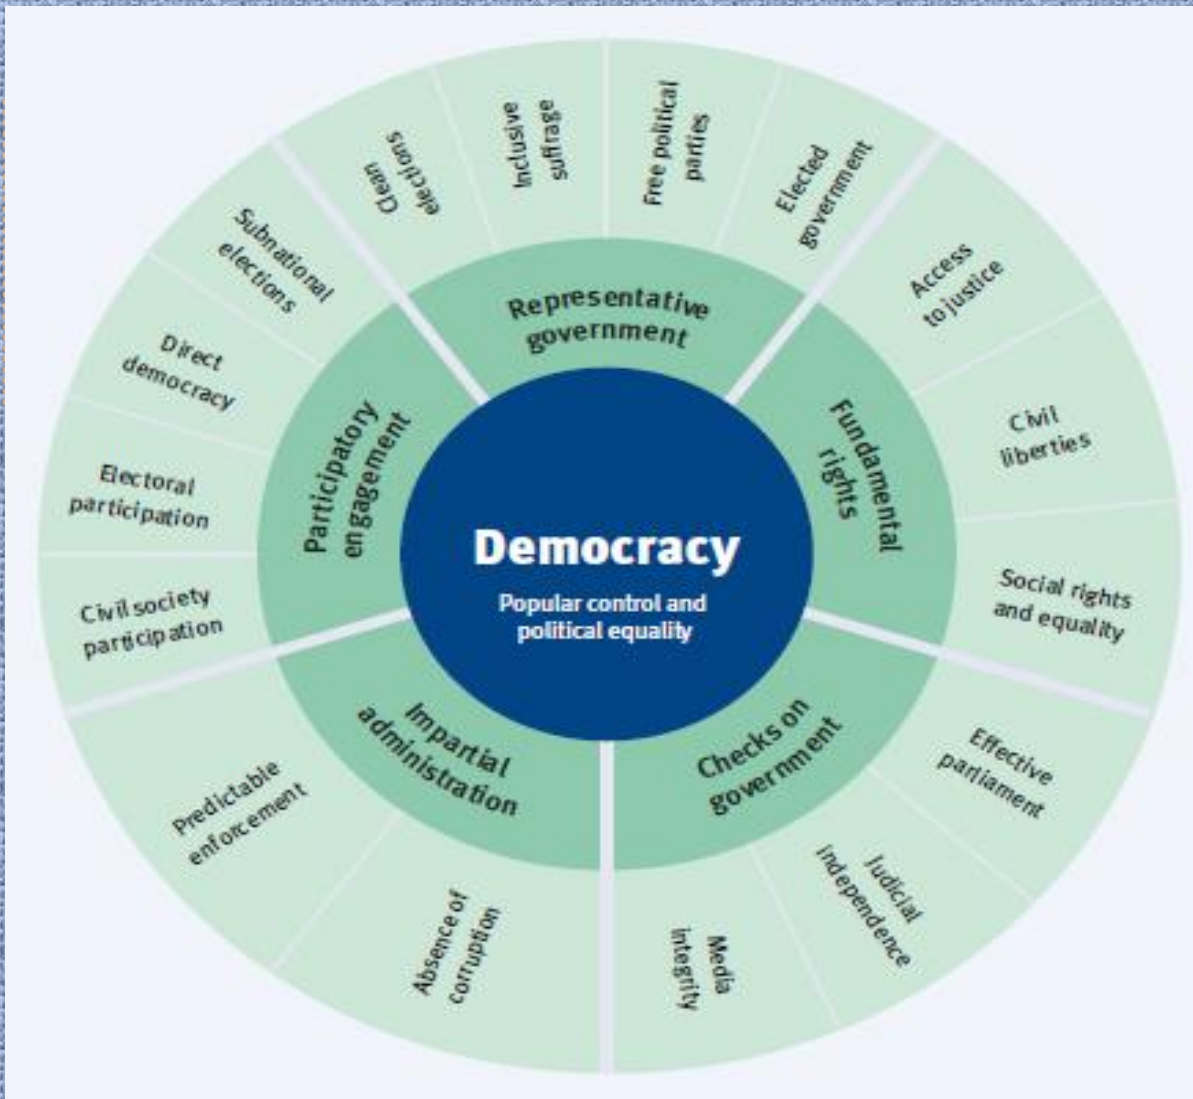 Democracy
Popular control and
political equality
Representative
government
Clean
elections
Inclusive
suffrage
Free political
parties
Elected
government
Fundamental
rights
Access
to justice
Civil
liberties
Social rights
and equality
Checks on
government
Effective
parliament
Judicial
independence
Media
integrity
Impartial
administration
Absence of
corruption
Predictable
enforcement
Participatory
engagement
Civil society
participation
Electoral
participation
Direct
democracy
Subnational
elections